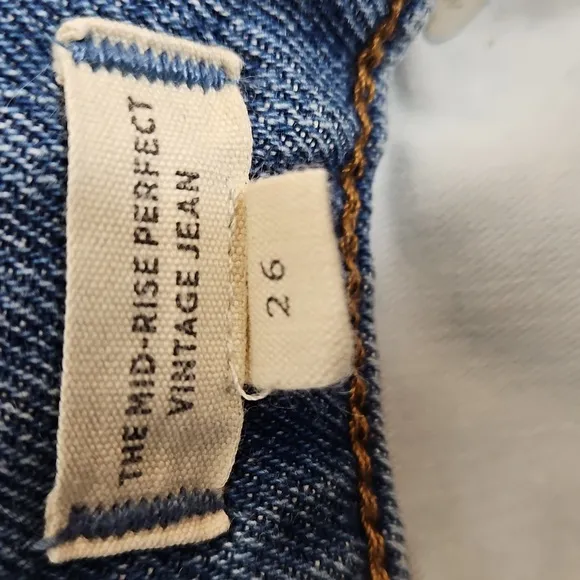 THE MID-RISE PERFECT
VINTAGE JEAN
26